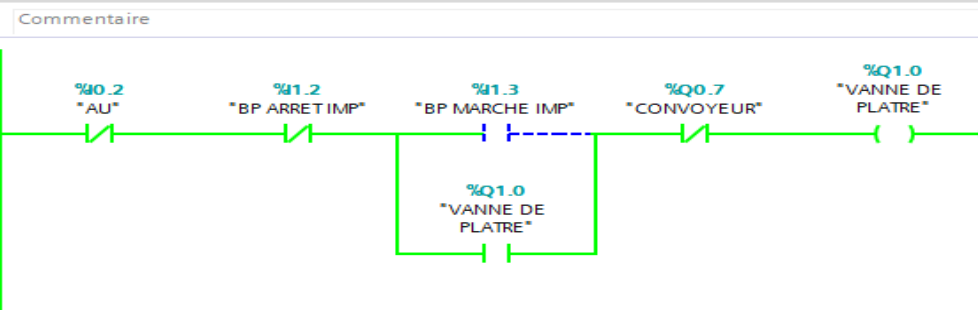 Commentaire
%I0.2
"AU"
%I1.2
"BP ARRET IMP"
%I1.3
"BP MARCHE IMP"
%Q0.7
"CONVOYEUR"
%Q1.0
"VANNE DE
PLATRE"
%Q1.0
"VANNE DE
PLATRE"